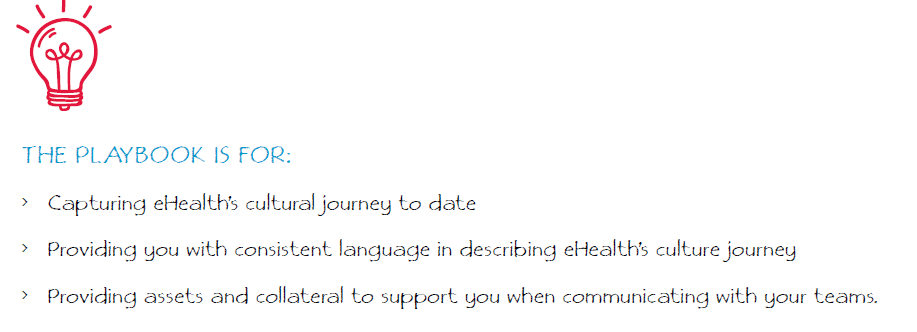 THE PLAYBOOK IS FOR:
› Capturing eHealth's cultural journey to date
› Providing you with consistent language in describing eHealth's culture journey
› Providing assets and collateral to support you when communicating with your teams.